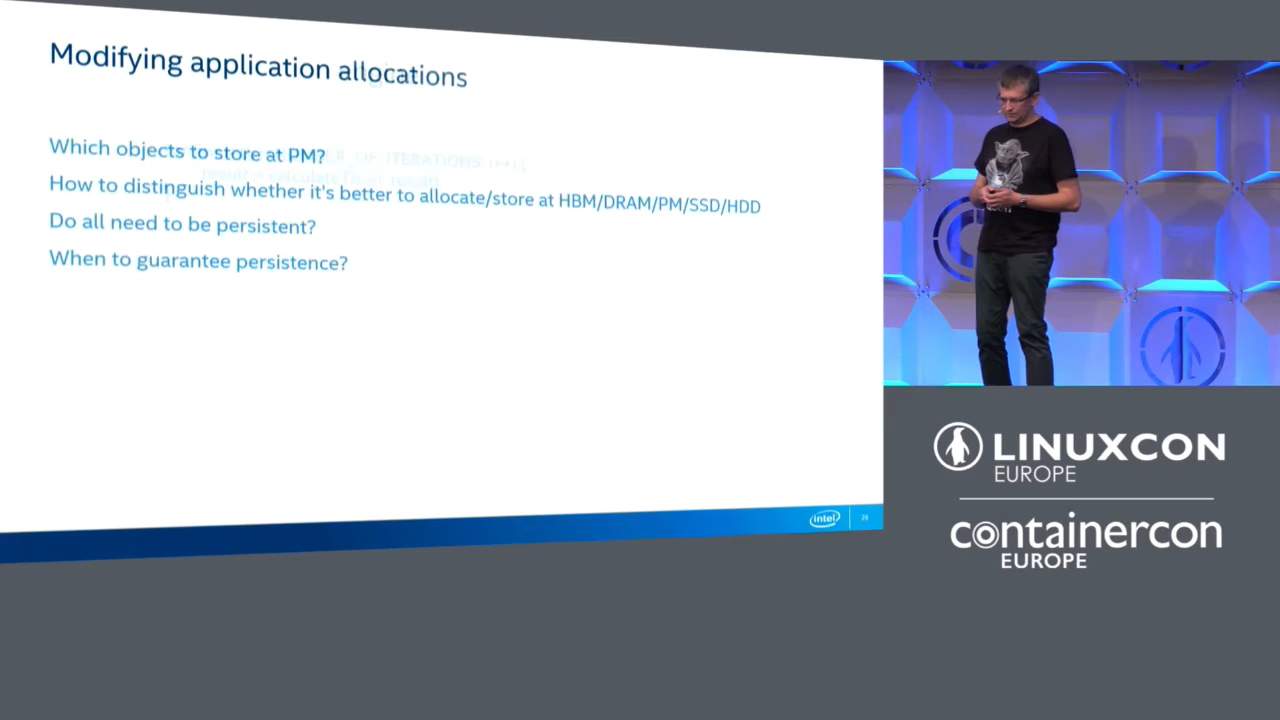 Modifying application allocations
Which objects to store at PM?
How to distinguish whether it's better to allocate/store at HBM/DRAM/PM/SSD/HDD
Do all need to be persistent?
When to guarantee persistence?
intel
LINUXCON
EUROPE
containercon
EUROPE